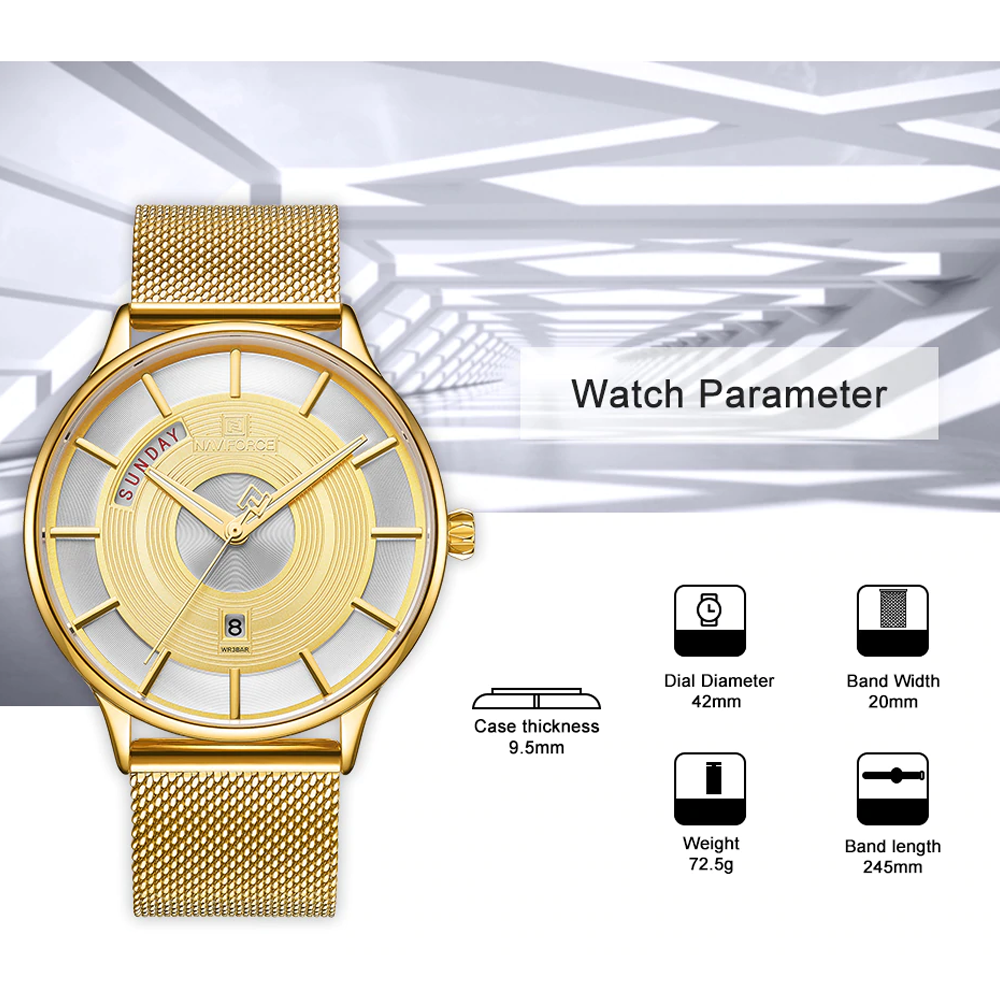 Watch Parameter
NAVIFORCE
SUNDAY
8
WR3BAR
Case thickness
9.5mm
Dial Diameter
42mm
Band Width
20mm
Weight
72.5g
Band length
245mm